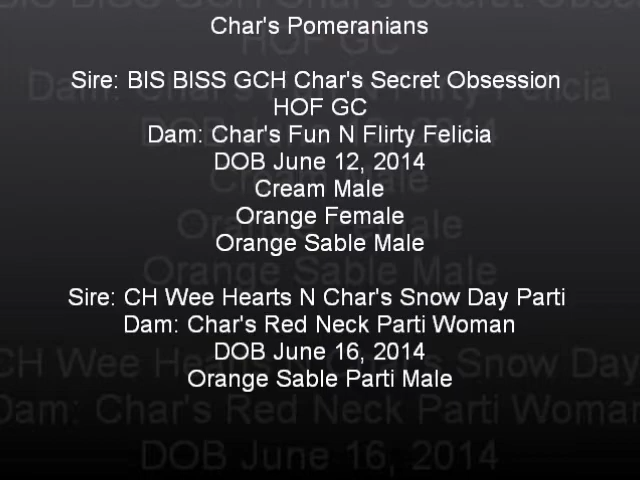 Char's Pomeranians
Sire: BIS BISS GCH Char's Secret Obsession
HOF GC
Dam: Char's Fun N Flirty Felicia
DOB June 12, 2014
Cream Male
Orange Female
Orange Sable Male
Sire: CH Wee Hearts N Char's Snow Day Parti
Dam: Char's Red Neck Parti Woman
DOB June 16, 2014
Orange Sable Parti Male